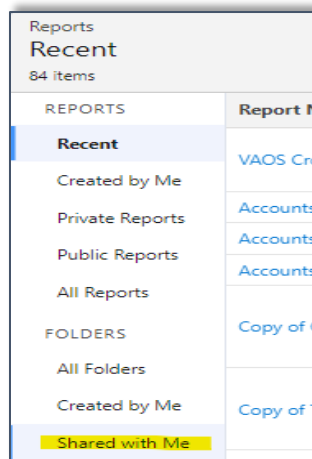 Reports
Recent
84 items
REPORTS
Report
Recent
VAOS
Created by Me
Private Reports
Accounts
Public Reports
Accounts
All Reports
Accounts
FOLDERS
Copy of
All Folders
Created by Me
Copy of
Shared with Me